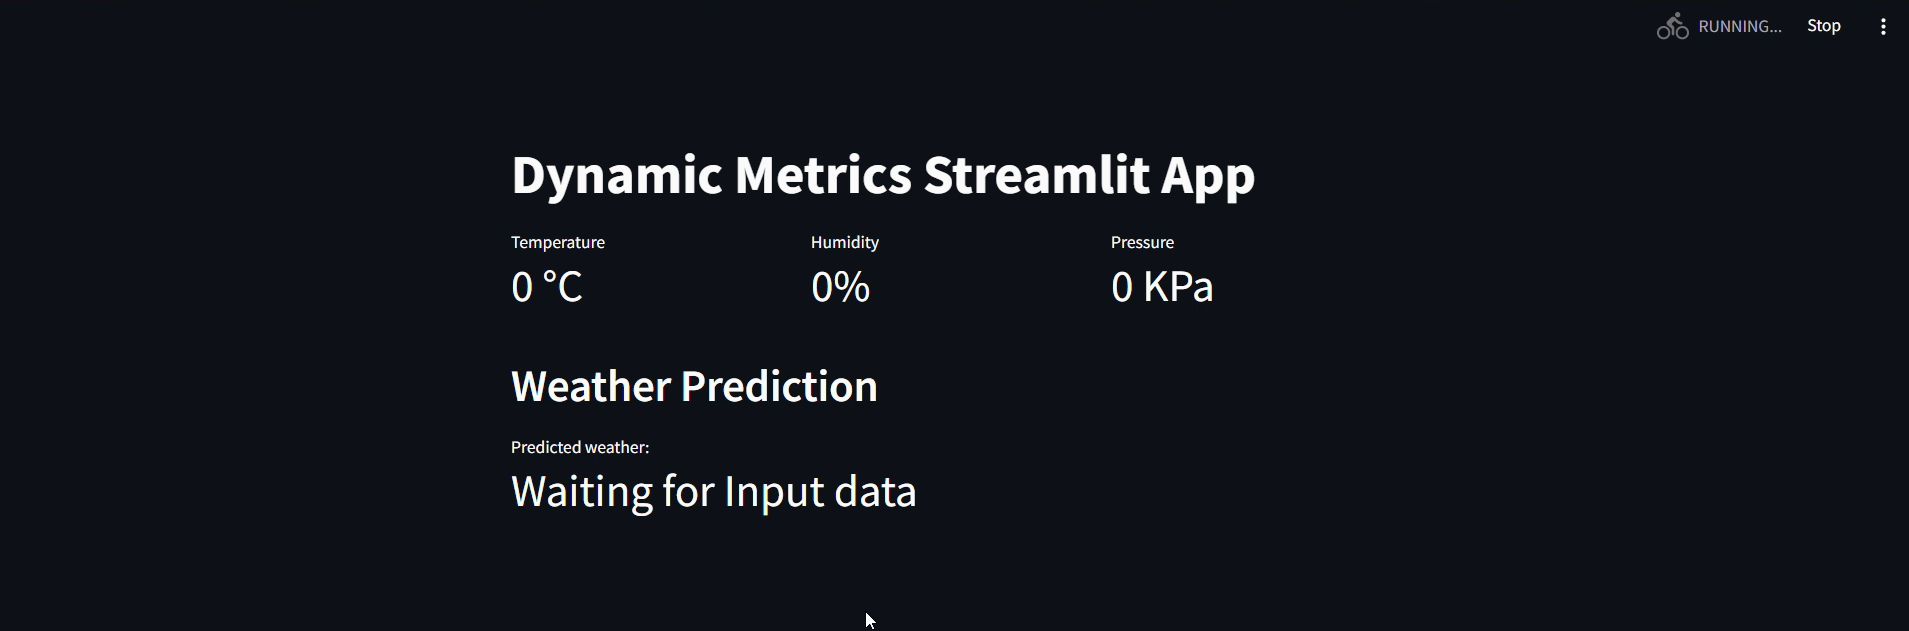 RUNNING... Stop
Dynamic Metrics Streamlit App
Temperature Humidity Pressure
0 °C 0% 0 KPa
Weather Prediction
Predicted weather:
Waiting for Input data